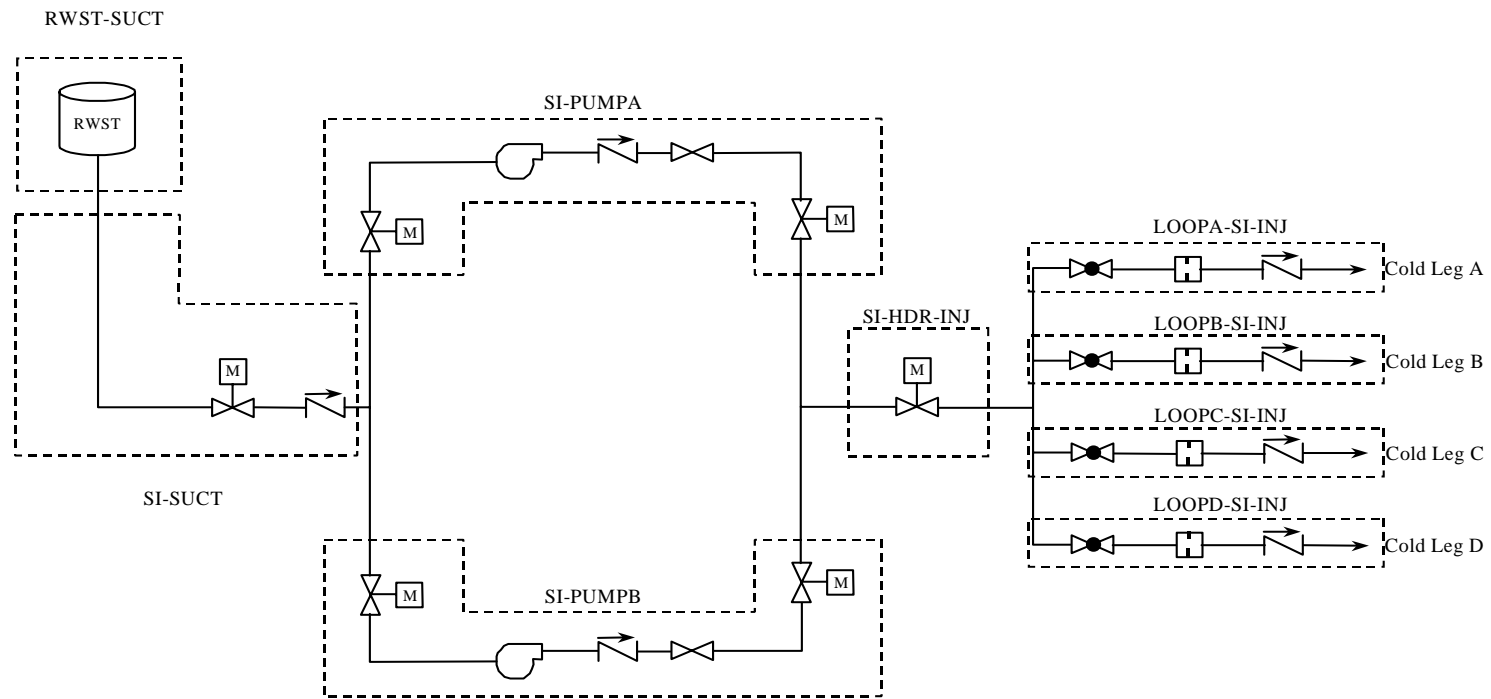 RWST-SUCT
RWST
SI-PUMPA
M
M
LOOPA-SI-INJ
Cold Leg A
SI-HDR-INJ
LOOPB-SI-INJ
M
M
Cold Leg B
LOOPC-SI-INJ
Cold Leg C
SI-SUCT
LOOPD-SI-INJ
Cold Leg D
M
M
SI-PUMPB